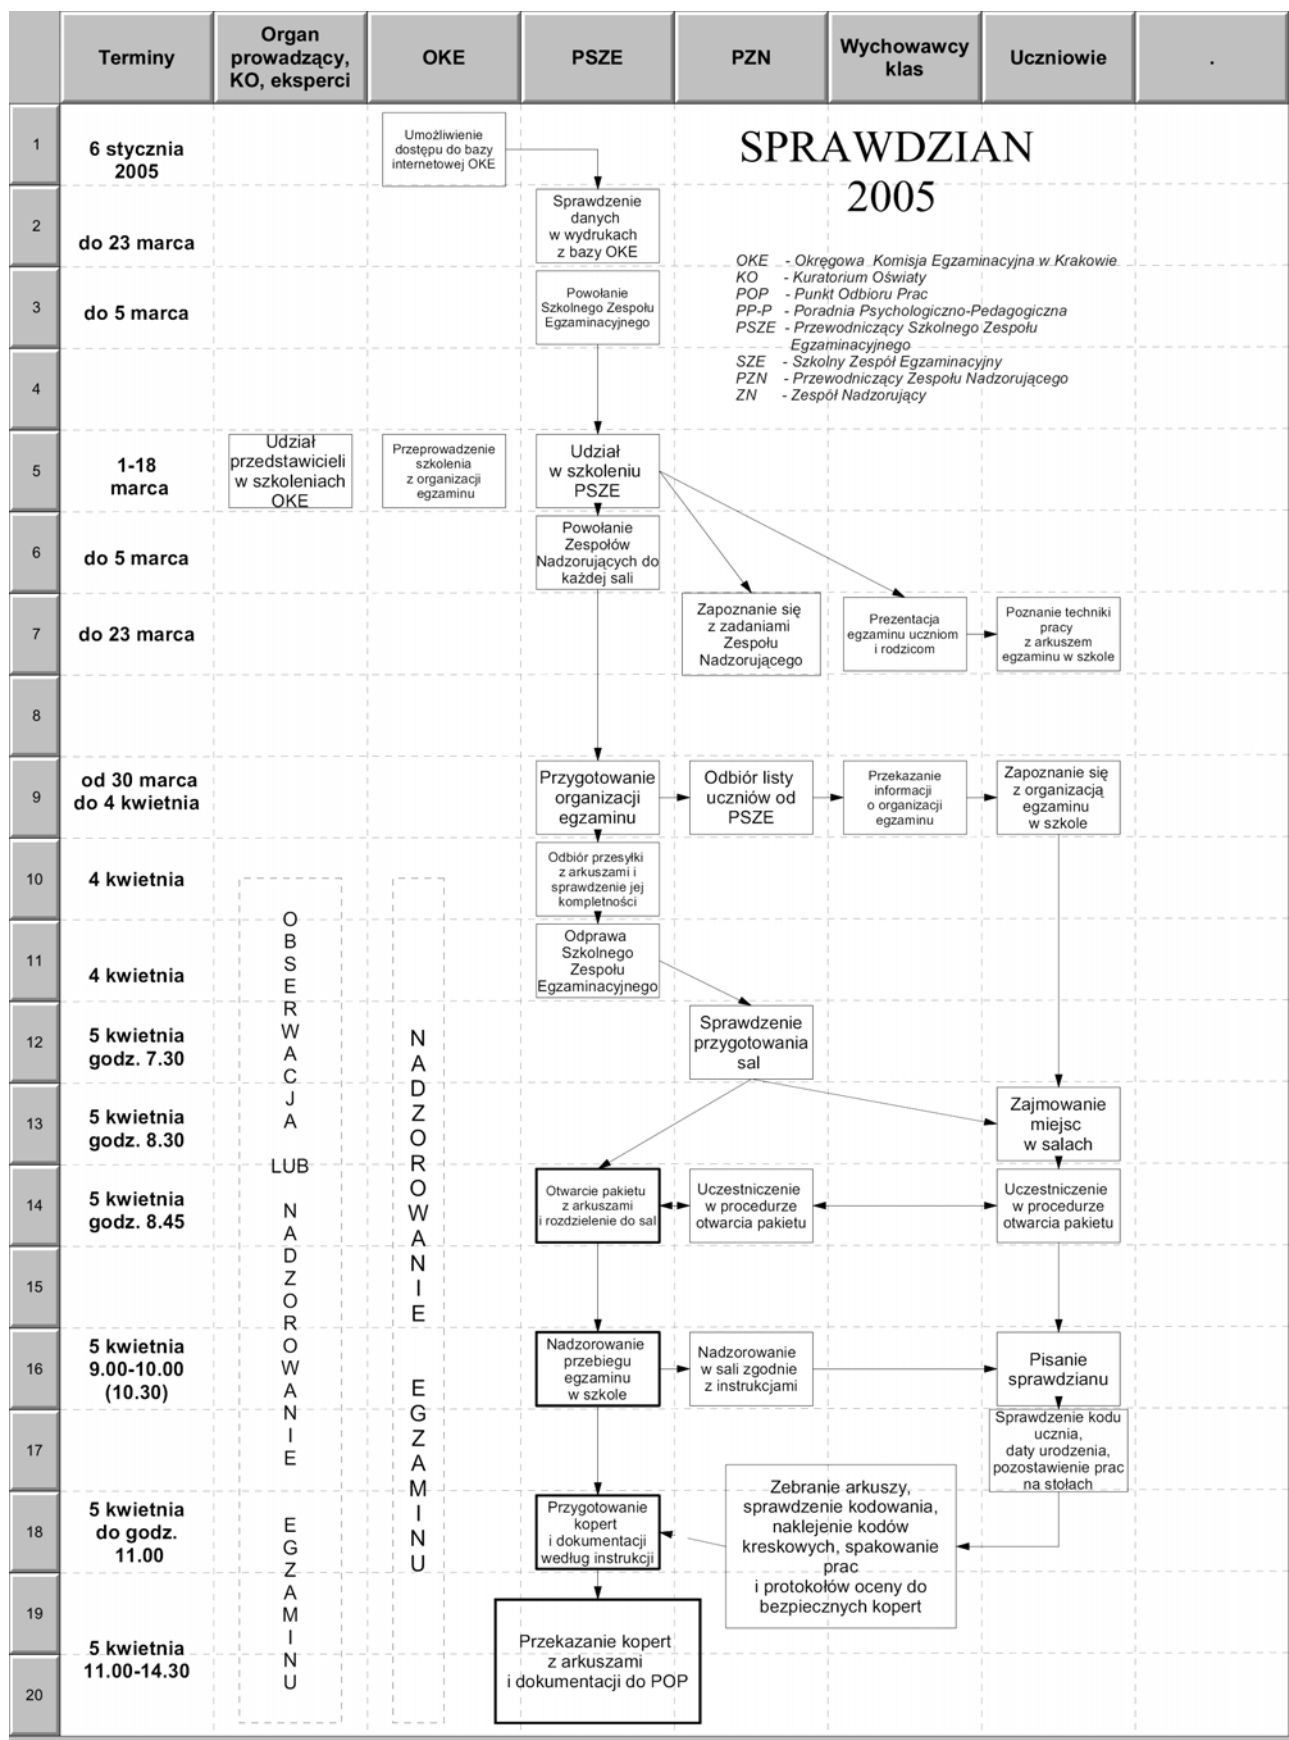 Terminy
Organ
prowadzący,
KO, eksperci
OKE
PSZE
PZN
Wychowawcy
klas
Uczniowie
.
SPRAWDZIAN
2005
OKE - Okręgowa Komisja Egzaminacyjna w Krakowie
KO - Kuratorium Oświaty
POP - Punkt Odbioru Prac
PP-P - Poradnia Psychologiczno-Pedagogiczna
PSZE - Przewodniczący Szkolnego Zespołu
Egzaminacyjnego
SZE - Szkolny Zespół Egzaminacyjny
PZN - Przewodniczący Zespołu Nadzorującego
ZN - Zespół Nadzorujący
1
6 stycznia
2005
Umożliwienie
dostępu do bazy
internetowej OKE
2
do 23 marca
Sprawdzenie
danych
w wydrukach
z bazy OKE
3
do 5 marca
Powołanie
Szkolnego Zespołu
Egzaminacyjnego
4
5
1-18
marca
Udział
przedstawicieli
w szkoleniach
OKE
Przeprowadzenie
szkolenia
z organizacji
egzaminu
Udział
w szkoleniu
PSZE
6
do 5 marca
Powołanie
Zespołów
Nadzorujących do
każdej sali
7
do 23 marca
Zapoznanie się
z zadaniami
Zespołu
Nadzorującego
Prezentacja
egzaminu uczniom
i rodzicom
Poznanie techniki
pracy
z arkuszem
egzaminu w szkole
8
9
od 30 marca
do 4 kwietnia
Przygotowanie
organizacji
egzaminu
Odbiór listy
uczniów od
PSZE
Przekazanie
informacji
o organizacji
egzaminu
Zapoznanie się
z organizacją
egzaminu
w szkole
10
4 kwietnia
Odbiór przesyłki
z arkuszami i
sprawdzenie jej
kompletności
11
4 kwietnia
Odprawa
Szkolnego
Zespołu
Egzaminacyjnego
OBSERWACJA LUB NADZOROWANIE EGZAMINU
NADZOROWANIE EGZAMINU
12
5 kwietnia
godz. 7.30
Sprawdzenie
przygotowania
sal
13
5 kwietnia
godz. 8.30
Zajmowanie
miejsc
w salach
14
5 kwietnia
godz. 8.45
Otwarcie pakietu
z arkuszami
i rozdzielenie do sal
Uczestniczenie
w procedurze
otwarcia pakietu
Uczestniczenie
w procedurze
otwarcia pakietu
15
16
5 kwietnia
9.00-10.00
(10.30)
Nadzorowanie
przebiegu
egzaminu
w szkole
Nadzorowanie
w sali zgodnie
z instrukcjami
Pisanie
sprawdzianu
17
Sprawdzenie kodu
ucznia,
daty urodzenia,
pozostawienie prac
na stołach
18
5 kwietnia
do godz.
11.00
Przygotowanie
kopert
i dokumentacji
według instrukcji
Zebranie arkuszy,
sprawdzenie kodowania,
naklejenie kodów
kreskowych, spakowanie
prac
i protokołów oceny do
bezpiecznych kopert
19
5 kwietnia
11.00-14.30
Przekazanie kopert
z arkuszami
i dokumentacji do POP
20